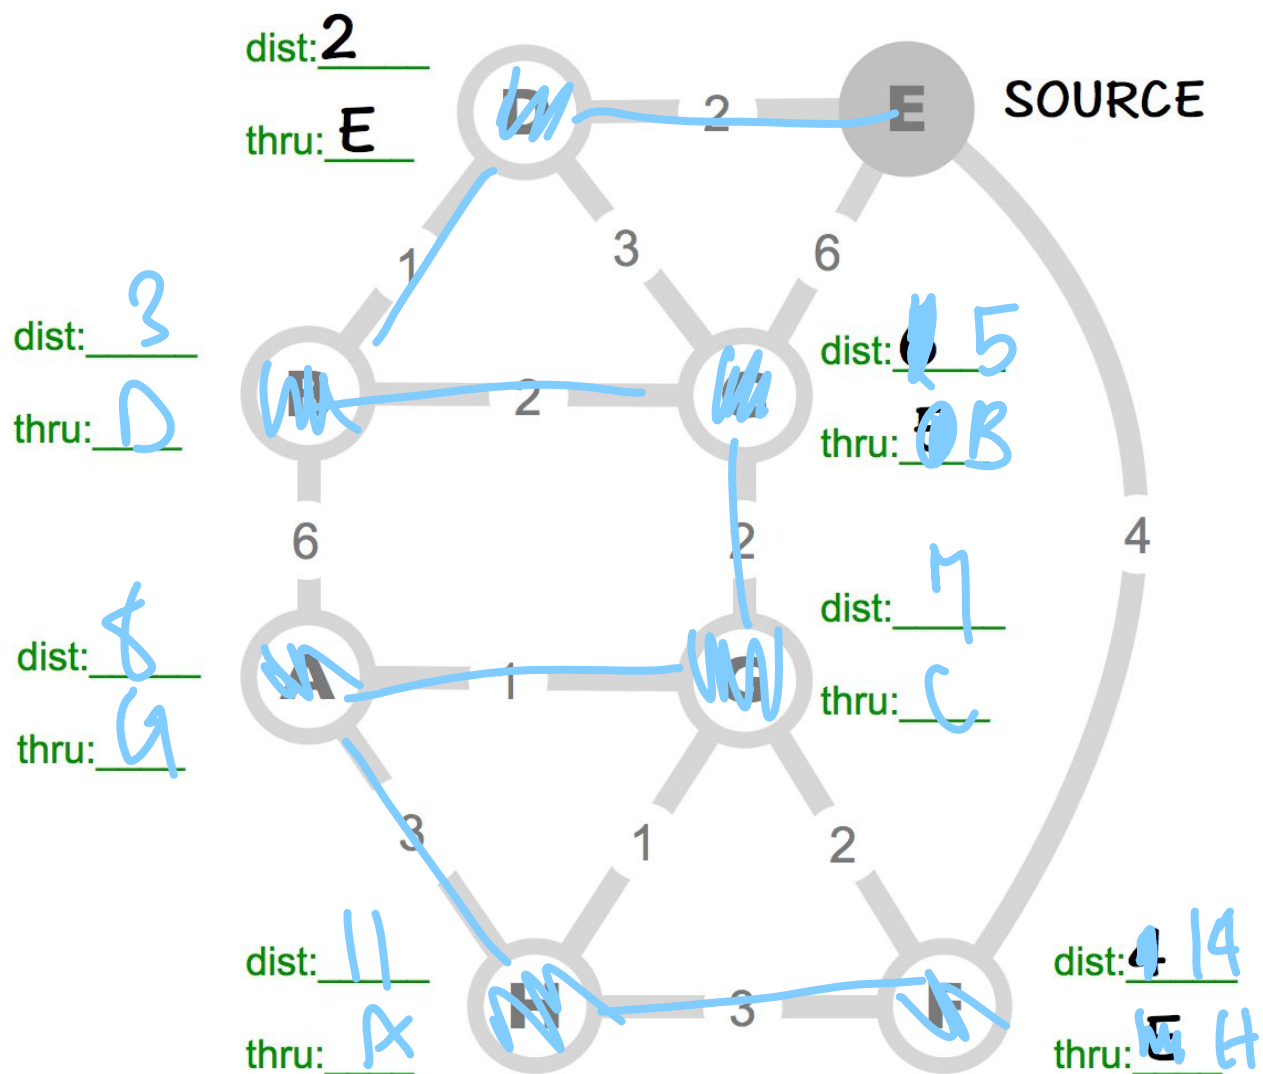 dist: 2
thru: E
D
2
E
SOURCE
1
3
6
dist: 3
thru: D
2
dist: 5
thru: B
6
2
4
dist: 8
thru: G
A
1
G
dist: 7
thru: C
3
1
2
dist: 11
thru: A
H
3
F
dist: 4 14
thru: E H